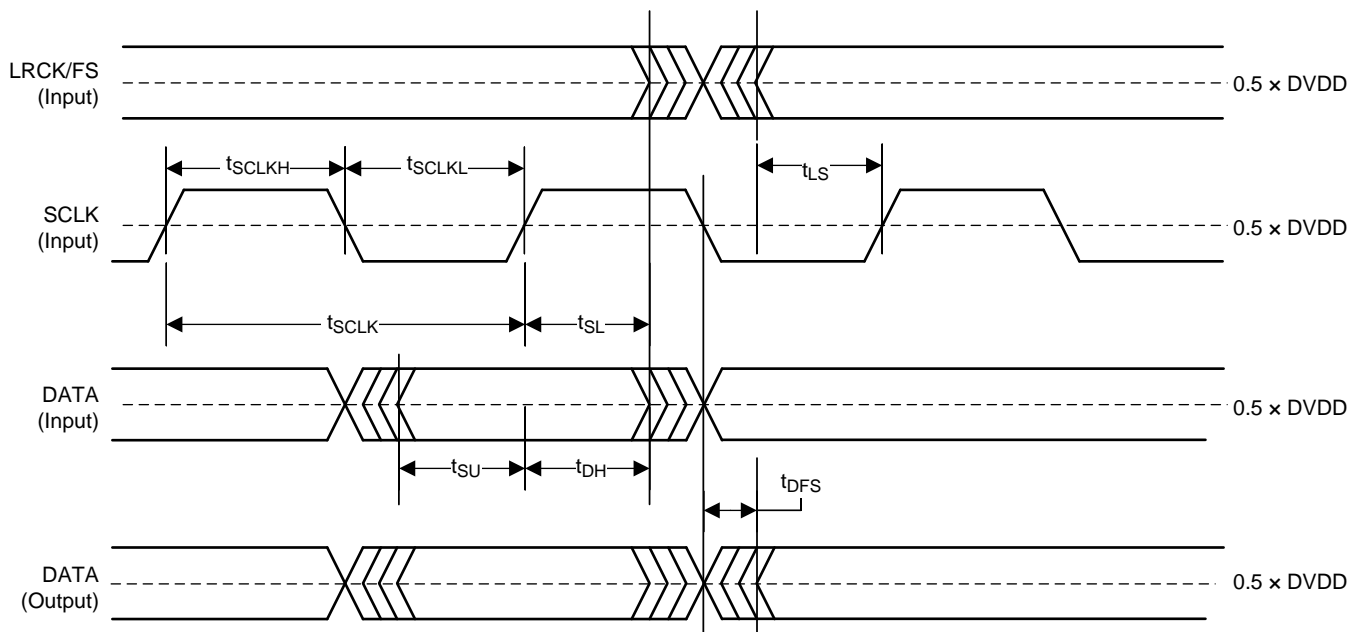 LRCK/FS
(Input)
0.5 × DVDD
tSCLKH
tSCLKL
tLS
SCLK
(Input)
0.5 × DVDD
tSCLK
tSL
DATA
(Input)
0.5 × DVDD
tSU
tDH
tDFS
DATA
(Output)
0.5 × DVDD